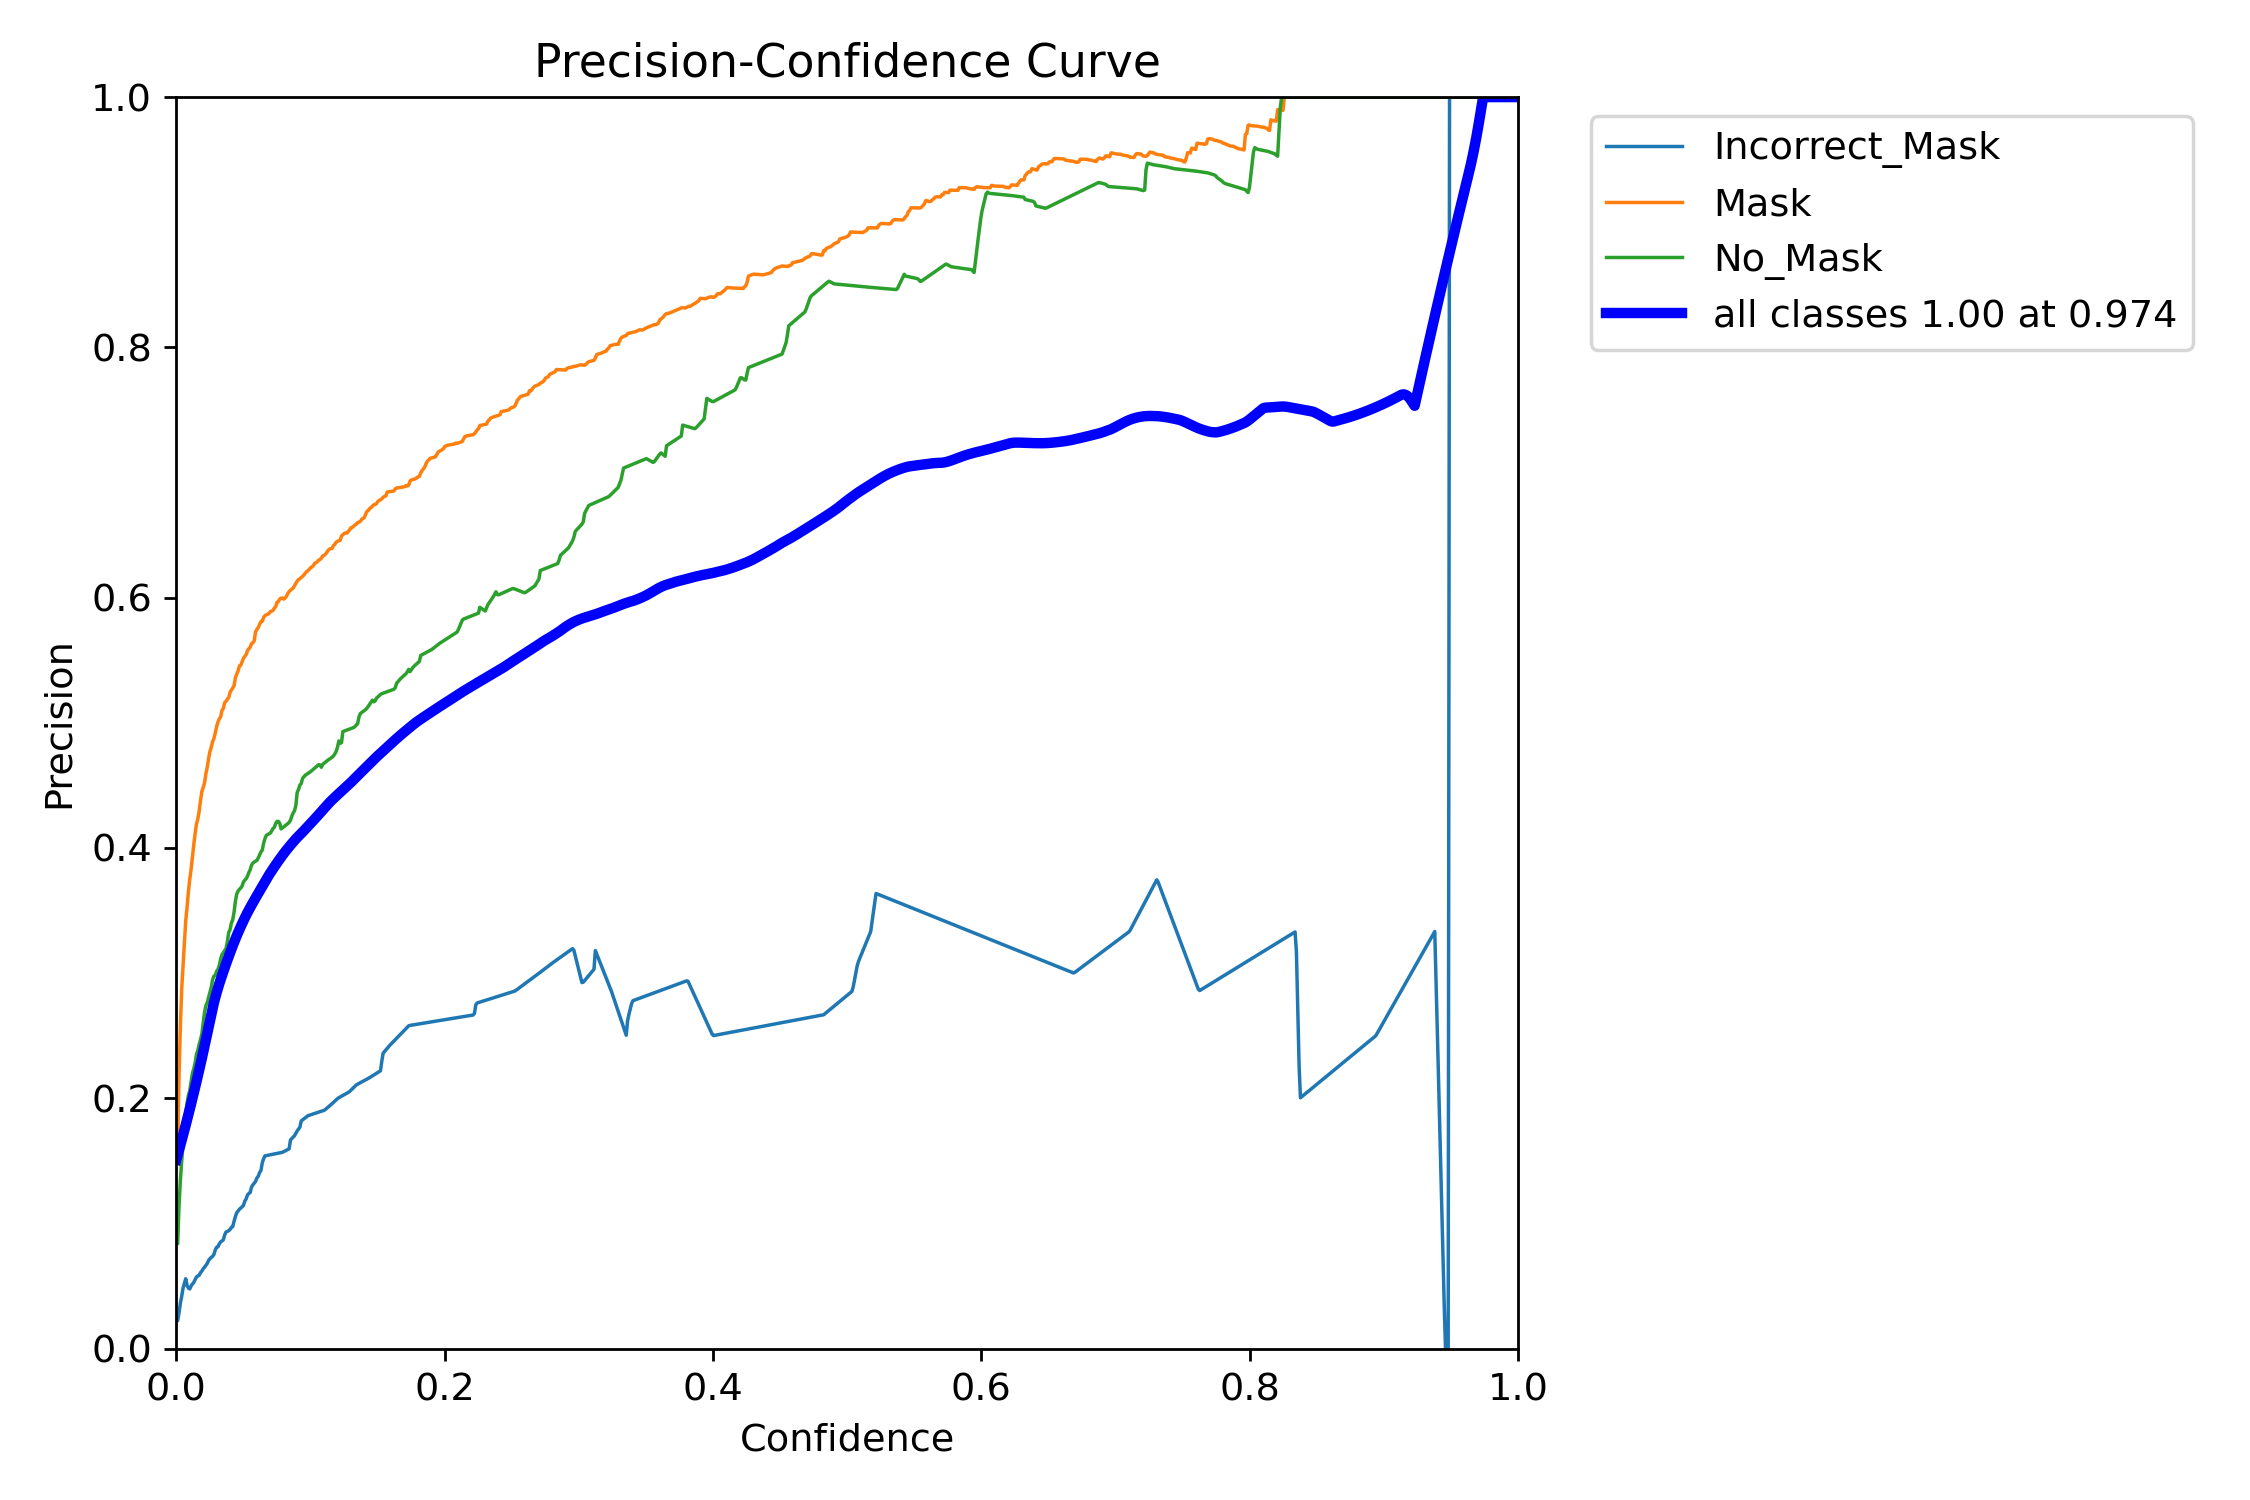 Precision-Confidence Curve
1.0
0.8
0.6
0.4
0.2
0.0
Precision
0.0 0.2 0.4 0.6 0.8 1.0
Confidence
Incorrect_Mask
Mask
No_Mask
all classes 1.00 at 0.974